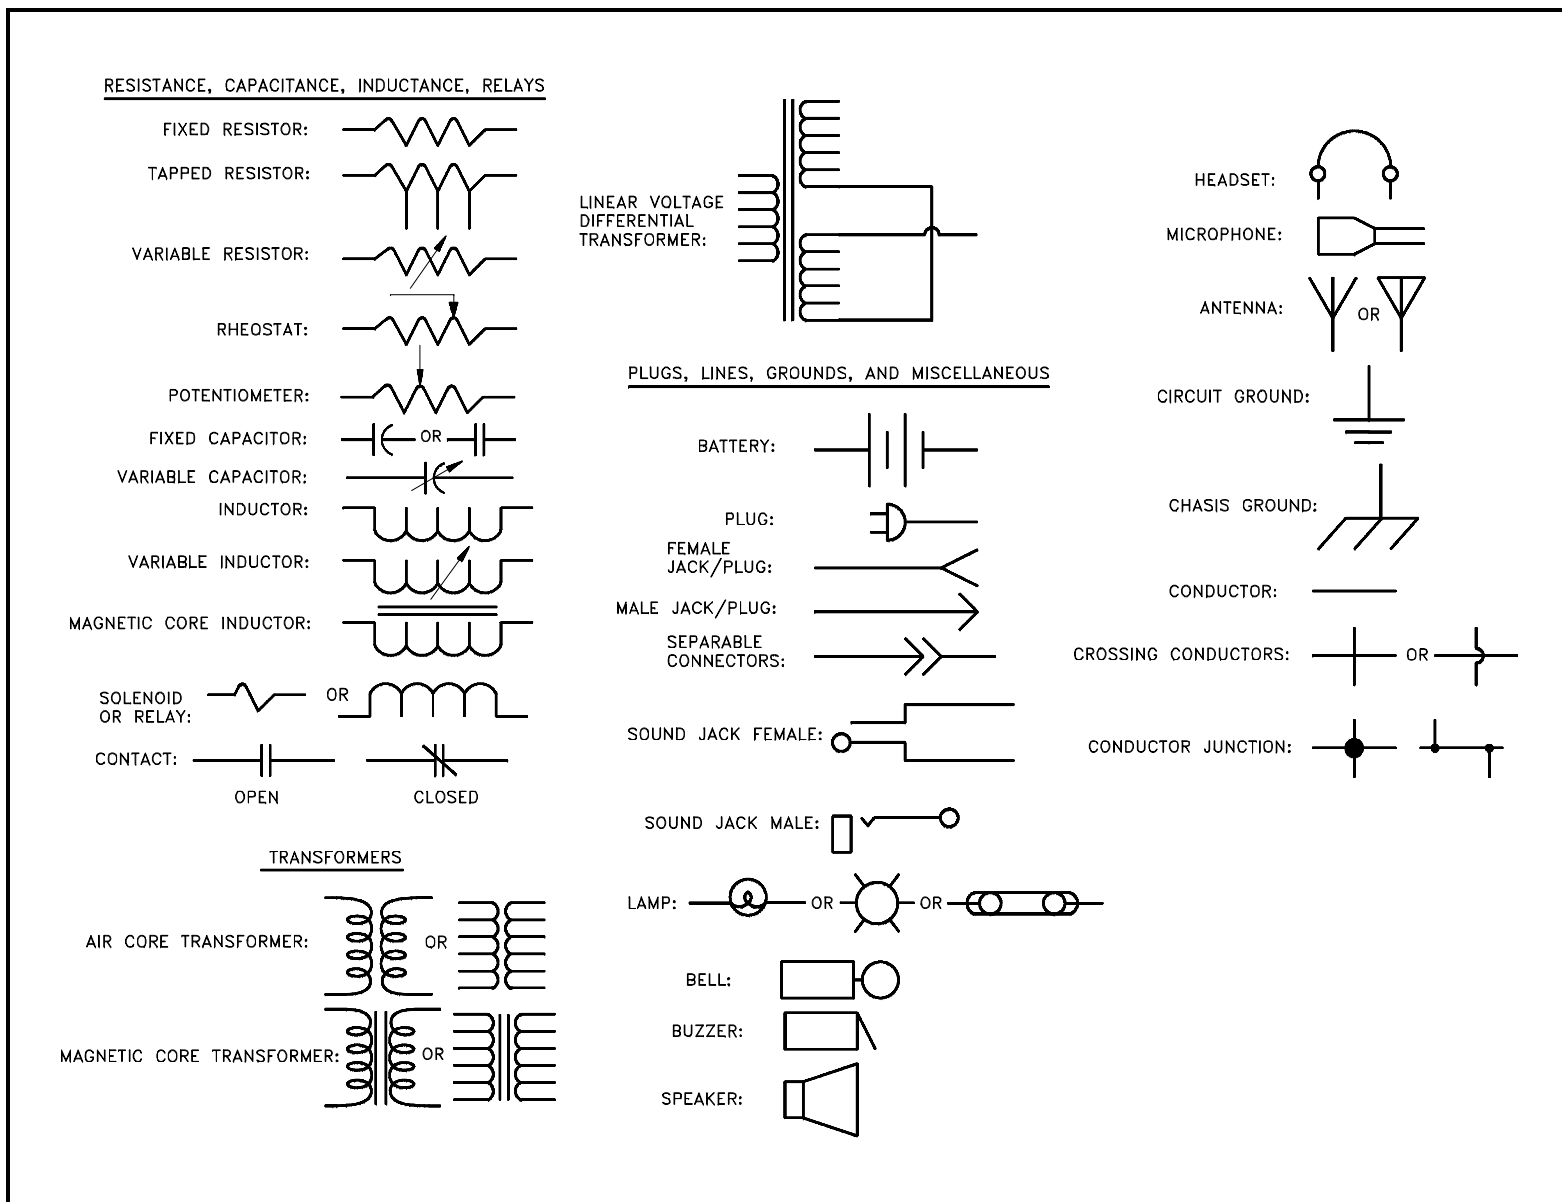 RESISTANCE, CAPACITANCE, INDUCTANCE, RELAYS
FIXED RESISTOR:
TAPPED RESISTOR:
VARIABLE RESISTOR:
RHEOSTAT:
POTENTIOMETER:
FIXED CAPACITOR:
OR
VARIABLE CAPACITOR:
INDUCTOR:
VARIABLE INDUCTOR:
MAGNETIC CORE INDUCTOR:
SOLENOID
OR RELAY:
OR
CONTACT:
OPEN
CLOSED
TRANSFORMERS
AIR CORE TRANSFORMER:
OR
MAGNETIC CORE TRANSFORMER:
OR
LINEAR VOLTAGE
DIFFERENTIAL
TRANSFORMER:
PLUGS, LINES, GROUNDS, AND MISCELLANEOUS
BATTERY:
PLUG:
FEMALE
JACK/PLUG:
MALE JACK/PLUG:
SEPARABLE
CONNECTORS:
SOUND JACK FEMALE:
SOUND JACK MALE:
LAMP:
OR
OR
BELL:
BUZZER:
SPEAKER:
HEADSET:
MICROPHONE:
ANTENNA:
OR
CIRCUIT GROUND:
CHASIS GROUND:
CONDUCTOR:
CROSSING CONDUCTORS:
OR
CONDUCTOR JUNCTION: